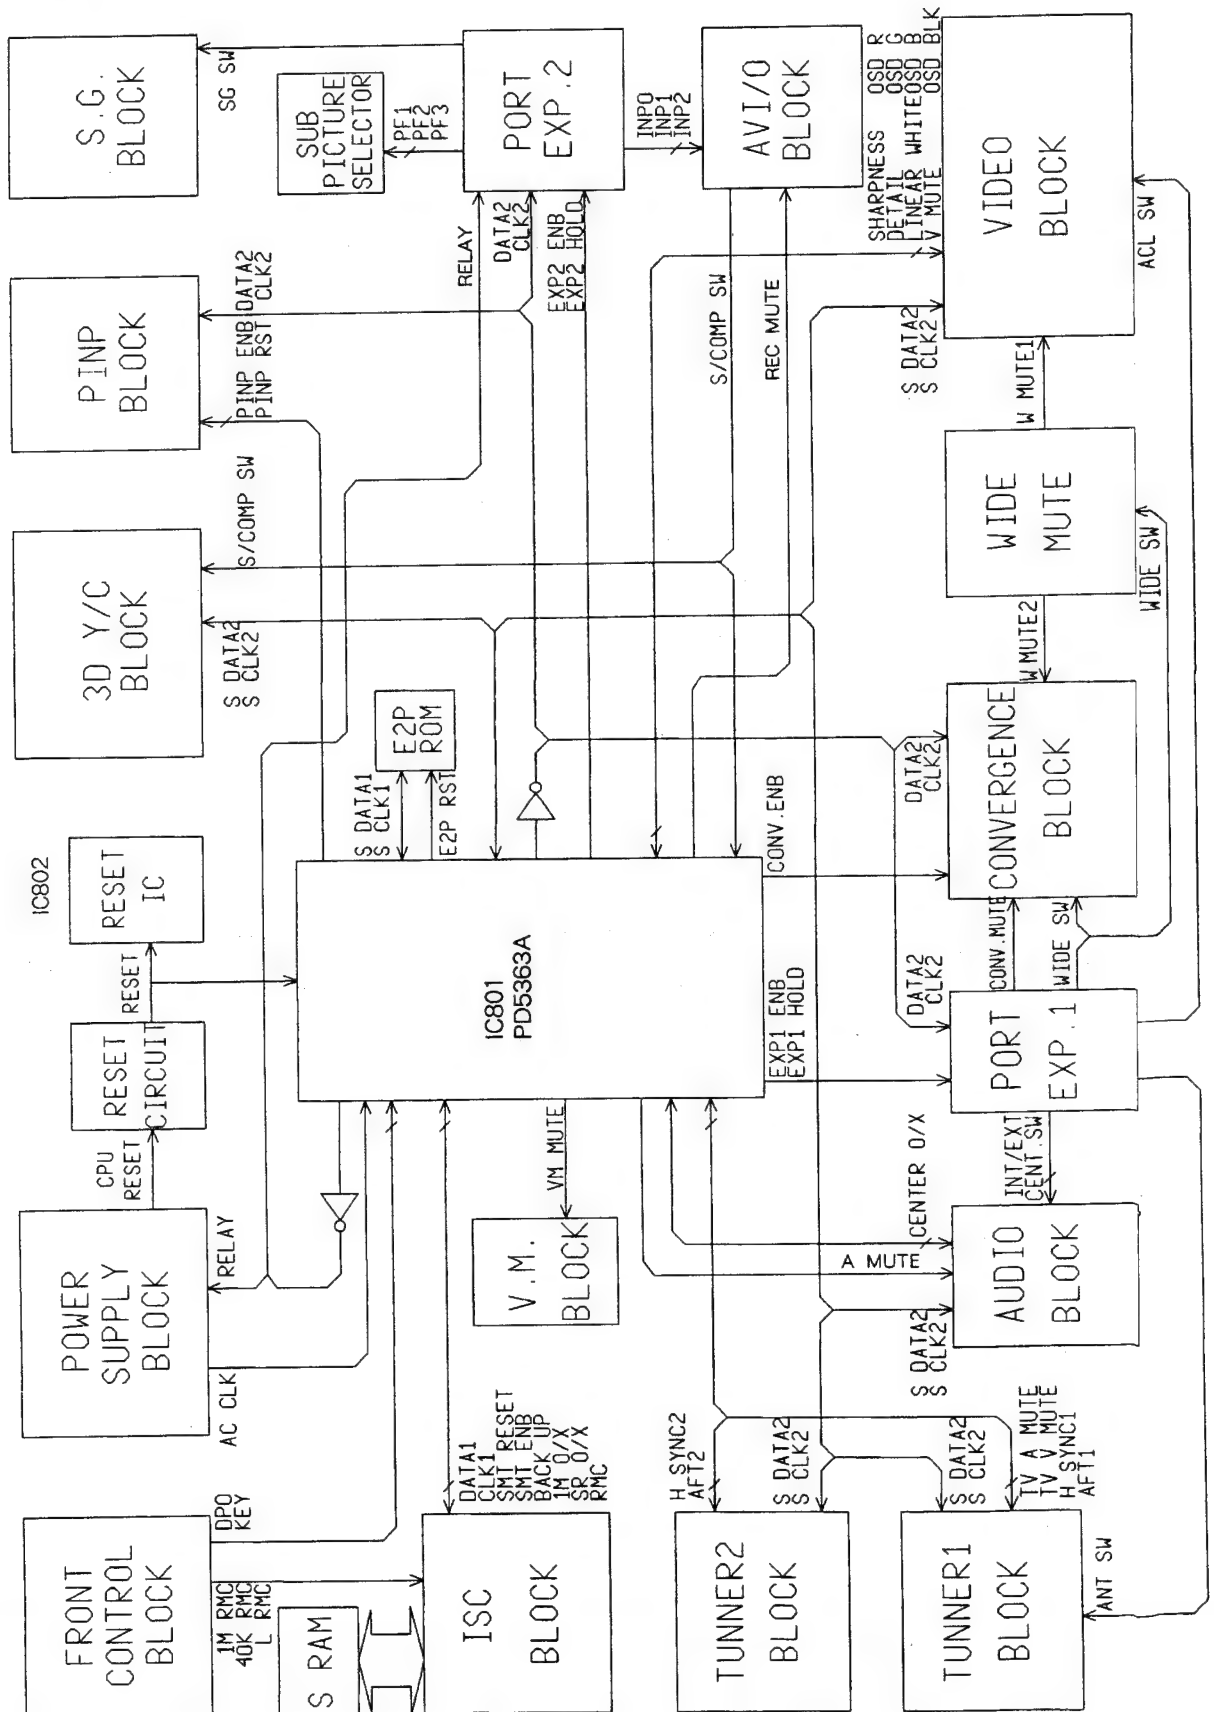 FRONT
CONTROL
BLOCK
1M RMC
40K RMC
L RMC
DPO
KEY
S RAM
ISC
BLOCK
DATA1
CLK1
SMT RESET
SMT ENB
BACK UP
1M O/X
SR O/X
RMC
TUNNER2
BLOCK
H SYNC2
AFT2
S DATA2
S CLK2
TUNNER1
BLOCK
S DATA2
S CLK2
TV A MUTE
TV V MUTE
H SYNC1
AFT1
ANT SW
POWER
SUPPLY
BLOCK
AC CLK
RELAY
CPU
RESET
RESET
CIRCUIT
RESET
IC802
RESET
IC
V.M.
BLOCK
VM MUTE
AUDIO
BLOCK
S DATA2
S CLK2
A MUTE
CENTER O/X
INT/EXT
CENT.SW
IC801
PD5363A
EXP1 ENB
EXP1 HOLD
PORT
EXP.1
DATA2
CLK2
CONV.MUTE
WIDE SW
CONV.ENB
CONVERGENCE
BLOCK
DATA2
CLK2
W MUTE2
WIDE
MUTE
WIDE SW
W MUTE1
S DATA1
S CLK1
E2P RST
E2P
ROM
3D Y/C
BLOCK
S DATA2
S CLK2
S/COMP SW
PINP
BLOCK
PINP ENB
PINP RST
DATA2
CLK2
S.G.
BLOCK
SG SW
SUB
PICTURE
SELECTOR
PF1
PF2
PF3
PORT
EXP.2
RELAY
DATA2
CLK2
EXP2 ENB
EXP2 HOLD
INP0
INP1
INP2
AVI/O
BLOCK
S/COMP SW
REC MUTE
VIDEO
BLOCK
S DATA2
S CLK2
SHARPNESS
DETAIL
LINEAR WHITE
V MUTE
OSD R
OSD G
OSD B
OSD BLK
ACL SW